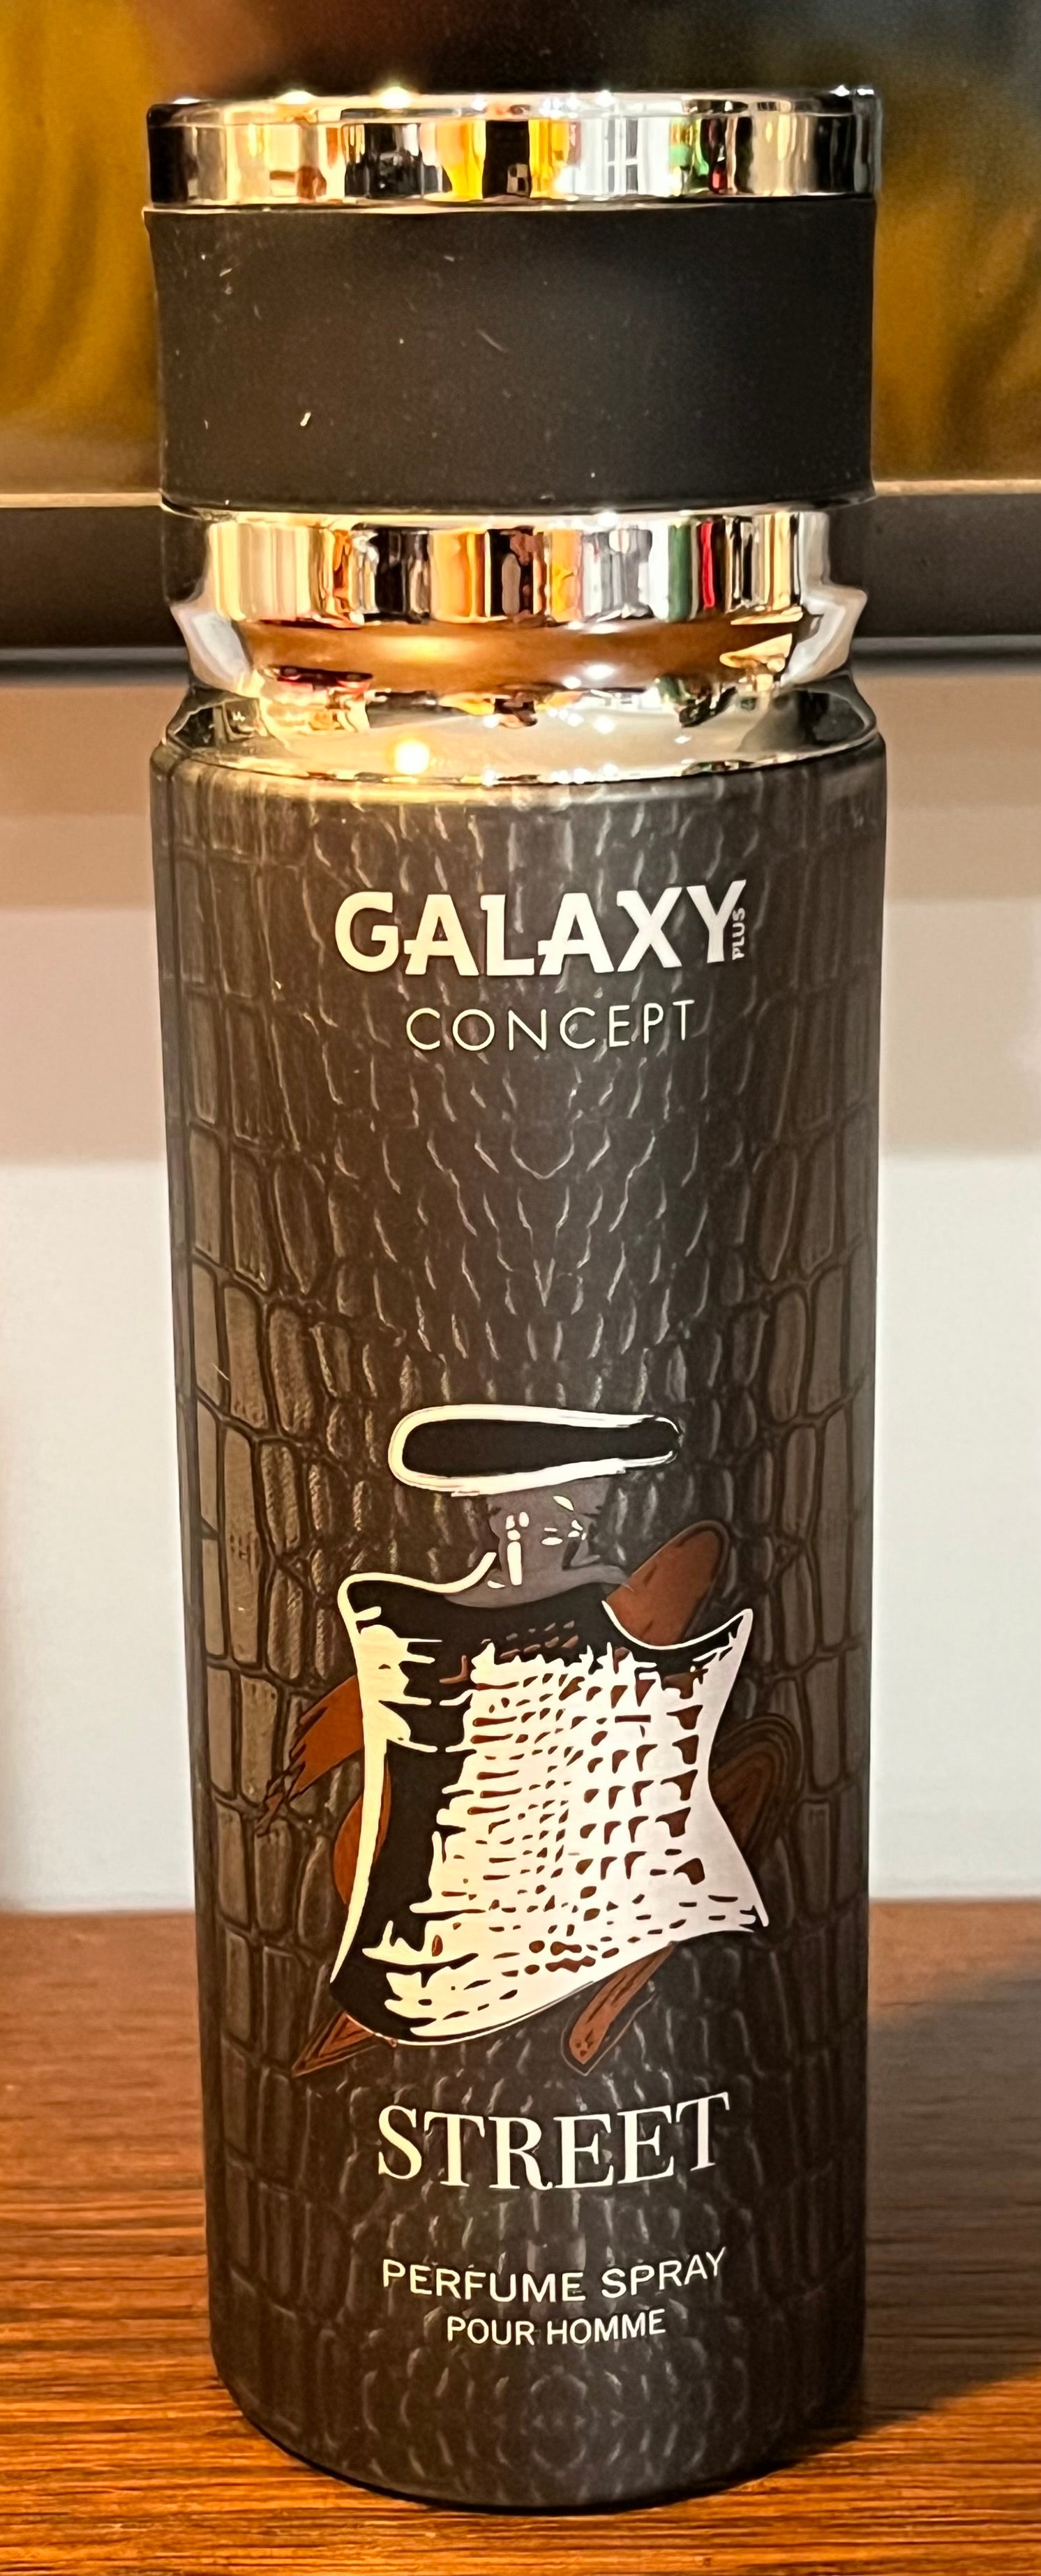 GALAXY PLUS
CONCEPT
STREET
PERFUME SPRAY
POUR HOMME